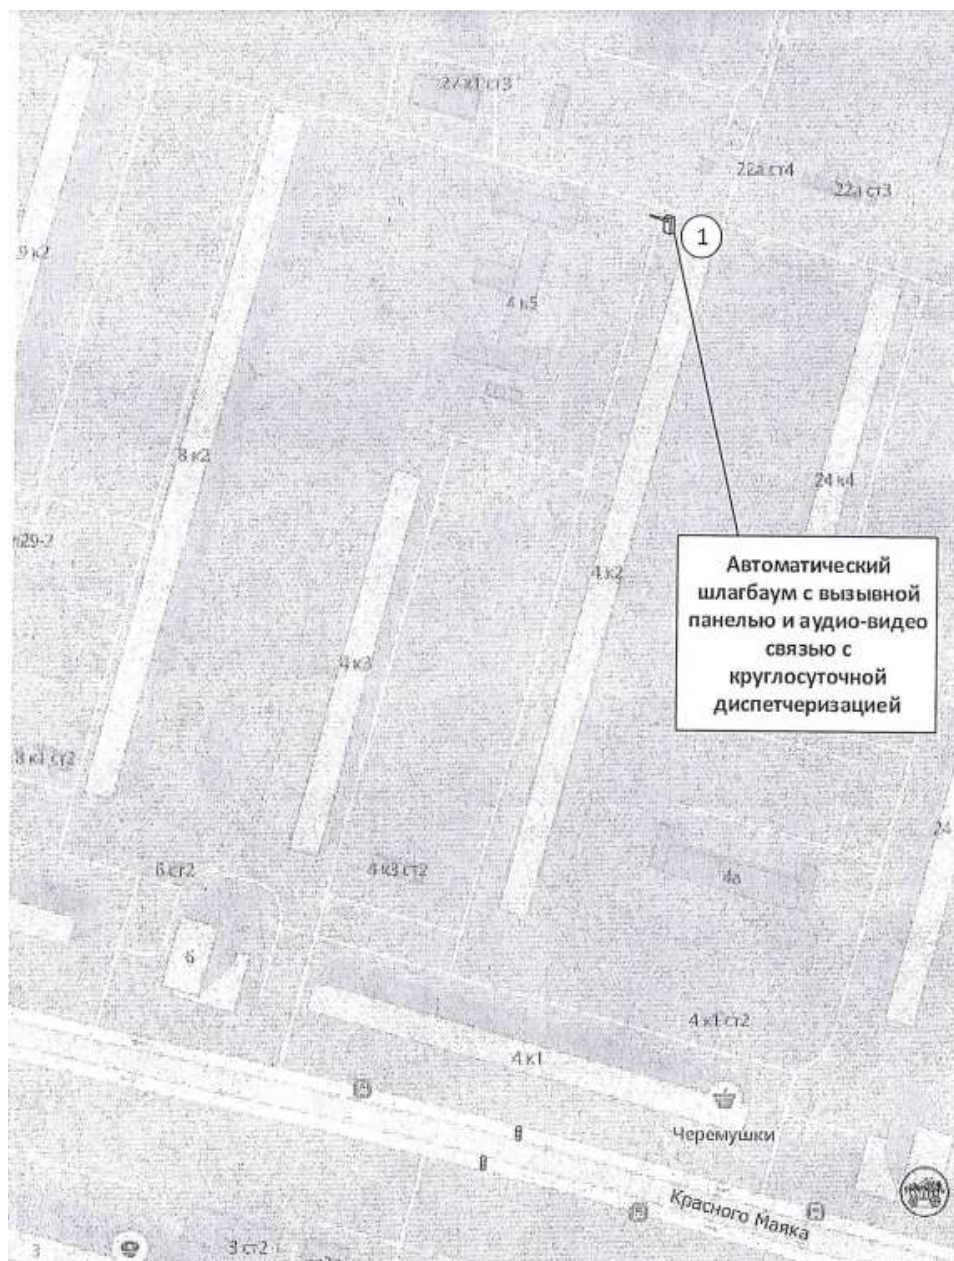 27 к1 ст3
22а ст4
22а ст3
1
9 к2
4 к5
8 к2
24 к4
Автоматический
шлагбаум с вызывной
панелью и аудио-видео
связью с
круглосуточной
диспетчеризацией
4 к2
4 к3
8 к1 ст2
6 ст2
4 к3 ст2
4а
24
6
4 к1 ст2
4 к1
Черемушки
Красного Маяка
3
3 ст2